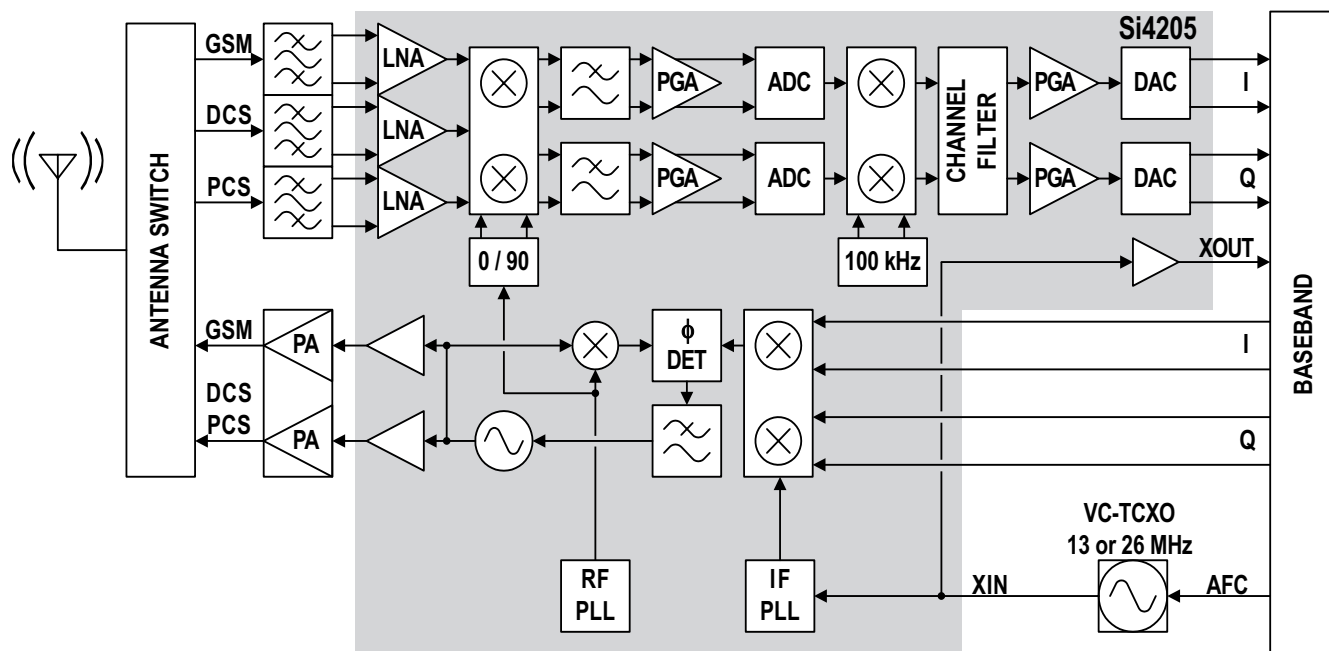 Si4205
GSM
LNA
PGA
ADC
PGA
DAC
I
DCS
LNA
CHANNEL
FILTER
PCS
LNA
PGA
ADC
PGA
DAC
Q
ANTENNA SWITCH
0 / 90
100 kHz
XOUT
BASEBAND
GSM
PA
ϕ
DET
I
DCS
PCS
PA
Q
VC-TCXO
13 or 26 MHz
RF
PLL
IF
PLL
XIN
AFC